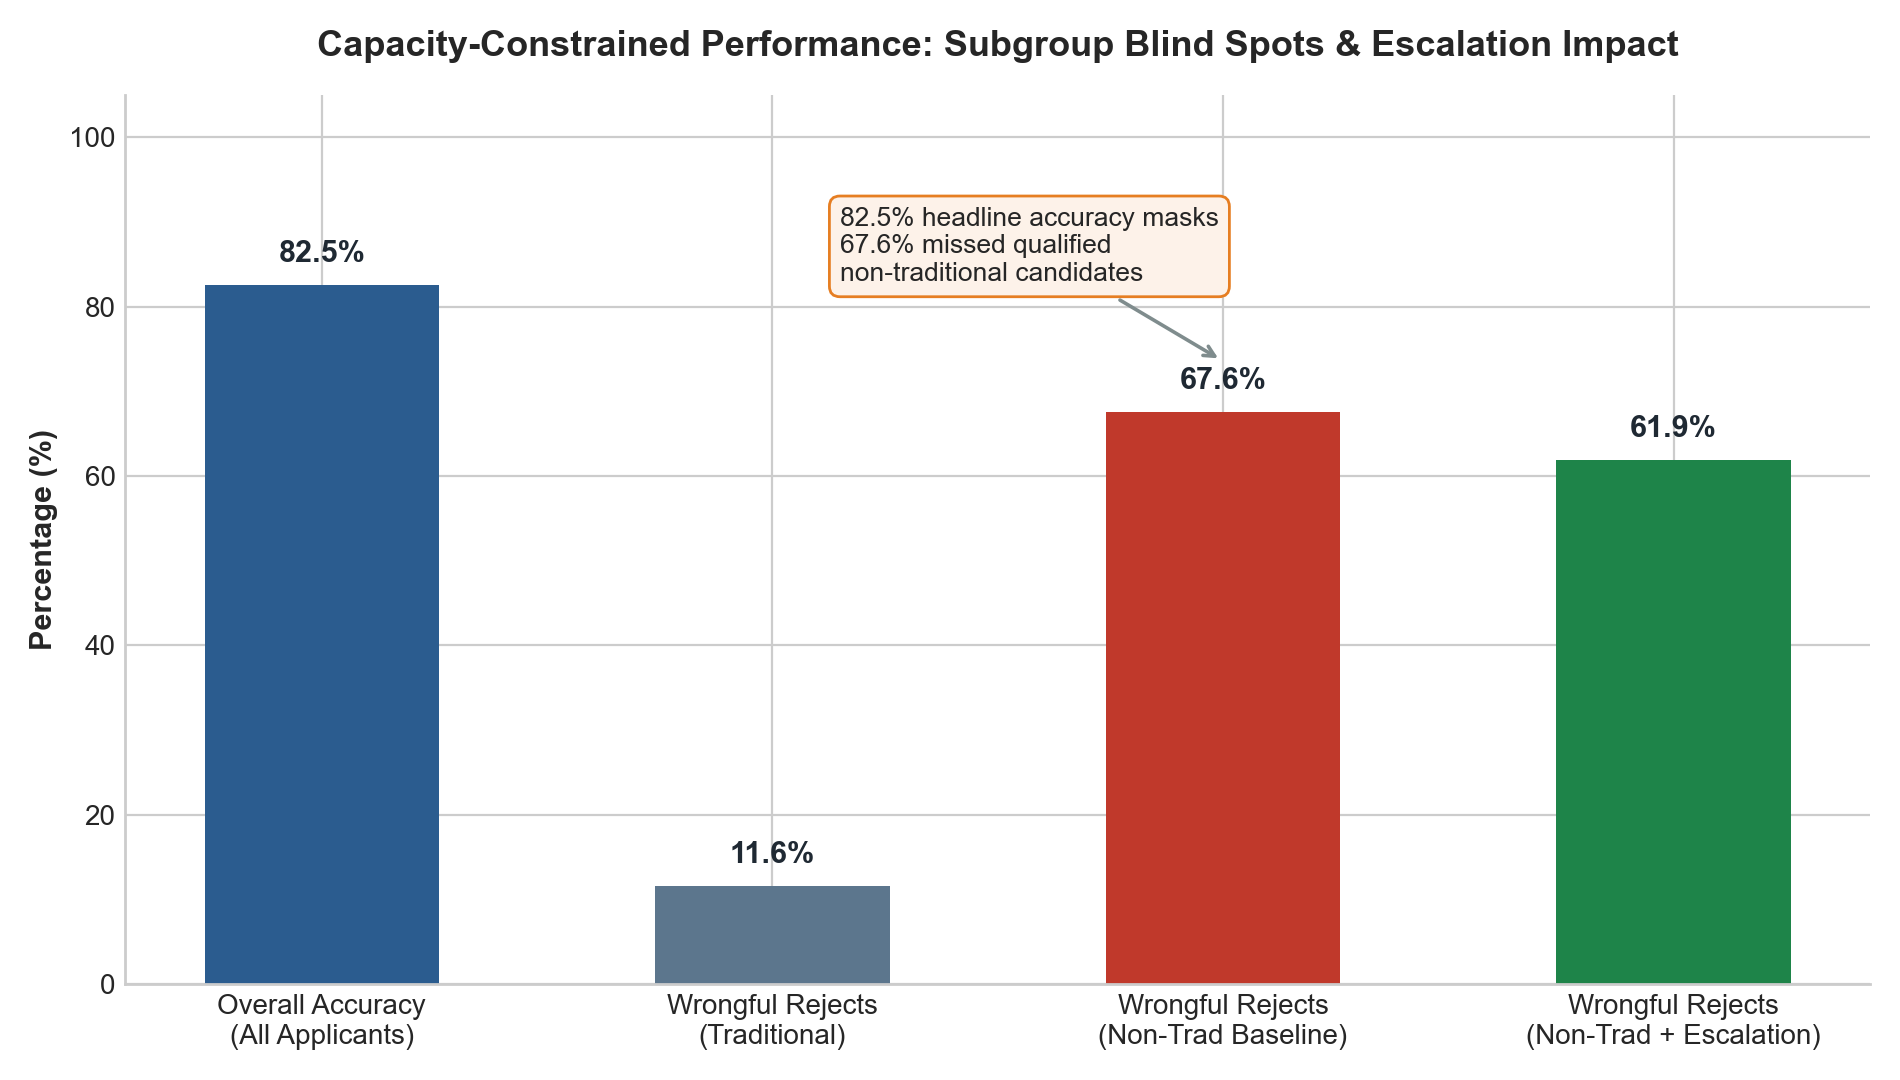 Capacity-Constrained Performance: Subgroup Blind Spots & Escalation Impact
Percentage (%)
100
80
60
40
20
0
82.5%
11.6%
67.6%
61.9%
82.5% headline accuracy masks
67.6% missed qualified
non-traditional candidates
Overall Accuracy
(All Applicants)
Wrongful Rejects
(Traditional)
Wrongful Rejects
(Non-Trad Baseline)
Wrongful Rejects
(Non-Trad + Escalation)